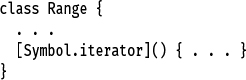 class Range {
  . . .
  [Symbol.iterator]() { . . . }
}